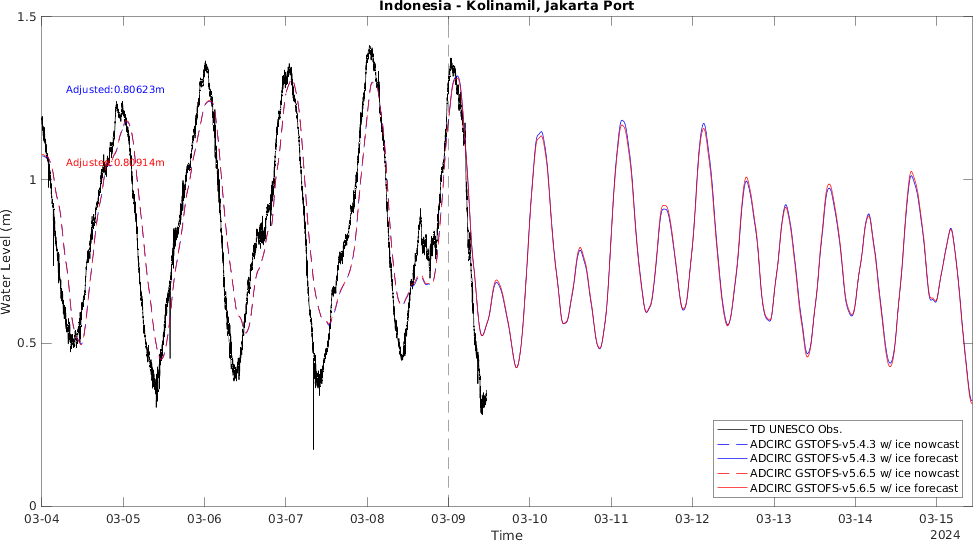 Indonesia - Kolinamil, Jakarta Port
1.5
Adjusted:0.80623m
Adjusted:0.80914m
1
Water Level (m)
0.5
TD UNESCO Obs.
ADCIRC GSTOFS-v5.4.3 w/ ice nowcast
ADCIRC GSTOFS-v5.4.3 w/ ice forecast
ADCIRC GSTOFS-v5.6.5 w/ ice nowcast
ADCIRC GSTOFS-v5.6.5 w/ ice forecast
0
03-04 03-05 03-06 03-07 03-08 03-09 03-10 03-11 03-12 03-13 03-14 03-15
Time
2024